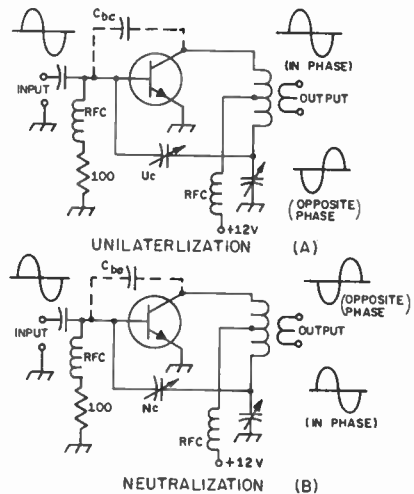 Cbc
(IN PHASE)
INPUT
OUTPUT
RFC
100
Uc
RFC
(OPPOSITE PHASE)
+12V
UNILATERLIZATION (A)
Cbc
(OPPOSITE PHASE)
INPUT
OUTPUT
RFC
100
Nc
(IN PHASE)
RFC
+12V
NEUTRALIZATION (B)